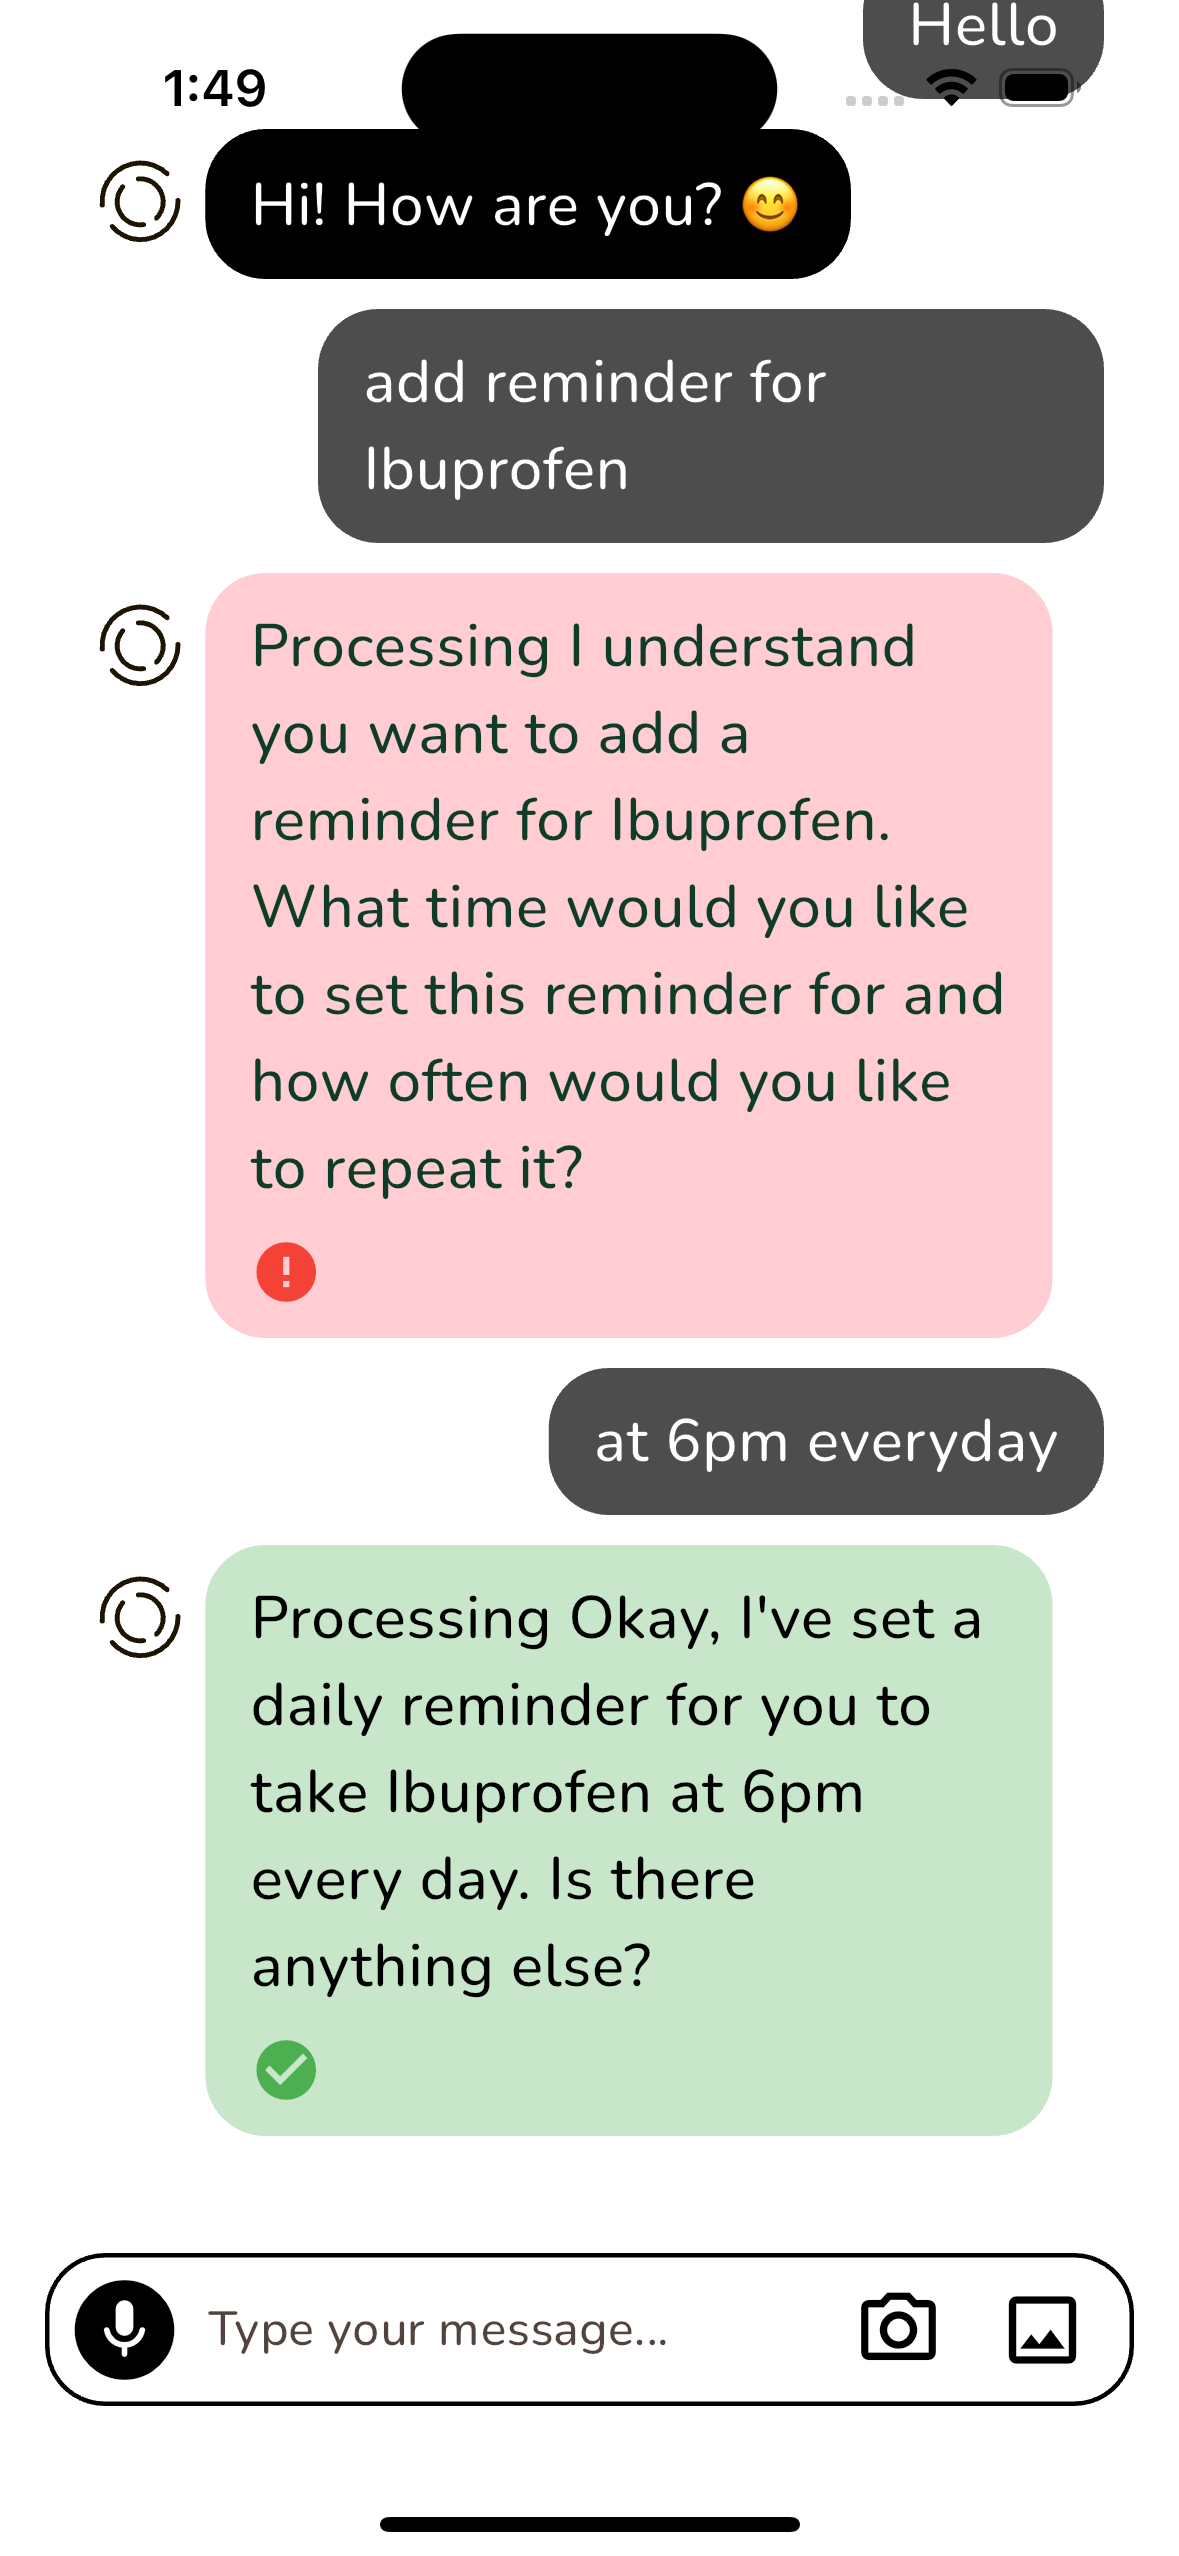 Hello
1:49
Hi! How are you? 😊
add reminder for
Ibuprofen
Processing I understand
you want to add a
reminder for Ibuprofen.
What time would you like
to set this reminder for and
how often would you like
to repeat it?
at 6pm everyday
Processing Okay, I've set a
daily reminder for you to
take Ibuprofen at 6pm
every day. Is there
anything else?
Type your message...